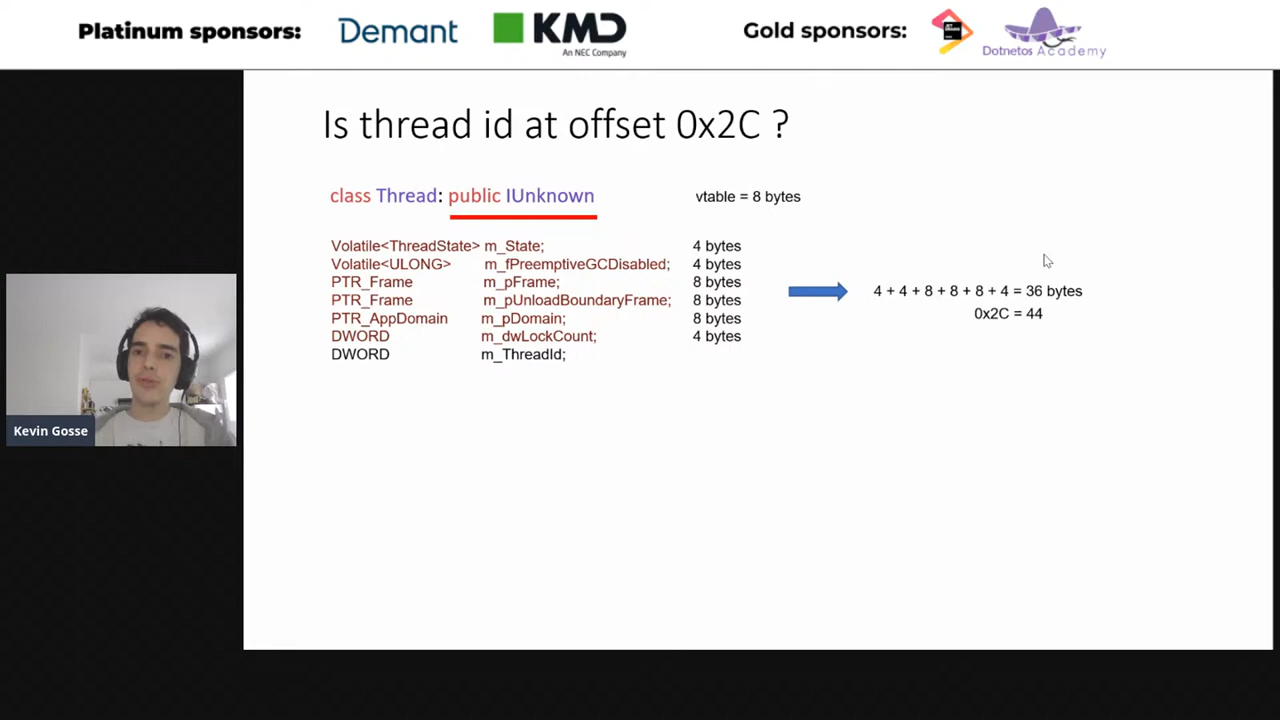 Platinum sponsors: Demant KMD Gold sponsors:
An NEC Company
Dotnetos Academy
Is thread id at offset 0x2C ?
class Thread: public IUnknown vtable = 8 bytes
Volatile<ThreadState> m_State; 4 bytes
Volatile<ULONG> m_fPreemptiveGCDisabled; 4 bytes
PTR_Frame m_pFrame; 8 bytes
PTR_Frame m_pUnloadBoundaryFrame; 8 bytes
PTR_AppDomain m_pDomain; 8 bytes
DWORD m_dwLockCount; 4 bytes
DWORD m_ThreadId;
4 + 4 + 8 + 8 + 8 + 4 = 36 bytes
0x2C = 44
Kevin Gosse